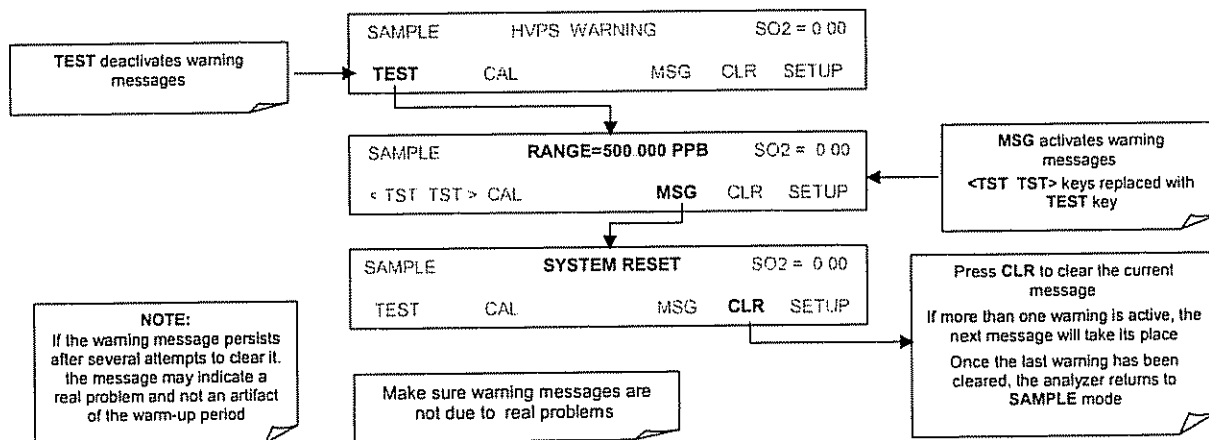 SAMPLE HVPS WARNING SO2 = 0.00
TEST CAL MSG CLR SETUP
TEST deactivates warning
messages
SAMPLE RANGE=500.000 PPB SO2 = 0.00
< TST TST > CAL MSG CLR SETUP
MSG activates warning
messages
<TST TST> keys replaced with
TEST key
SAMPLE SYSTEM RESET SO2 = 0.00
TEST CAL MSG CLR SETUP
Press CLR to clear the current
message
If more than one warning is active, the
next message will take its place
Once the last warning has been
cleared, the analyzer returns to
SAMPLE mode
NOTE:
If the warning message persists
after several attempts to clear it.
the message may indicate a
real problem and not an artifact
of the warm-up period
Make sure warning messages are
not due to real problems